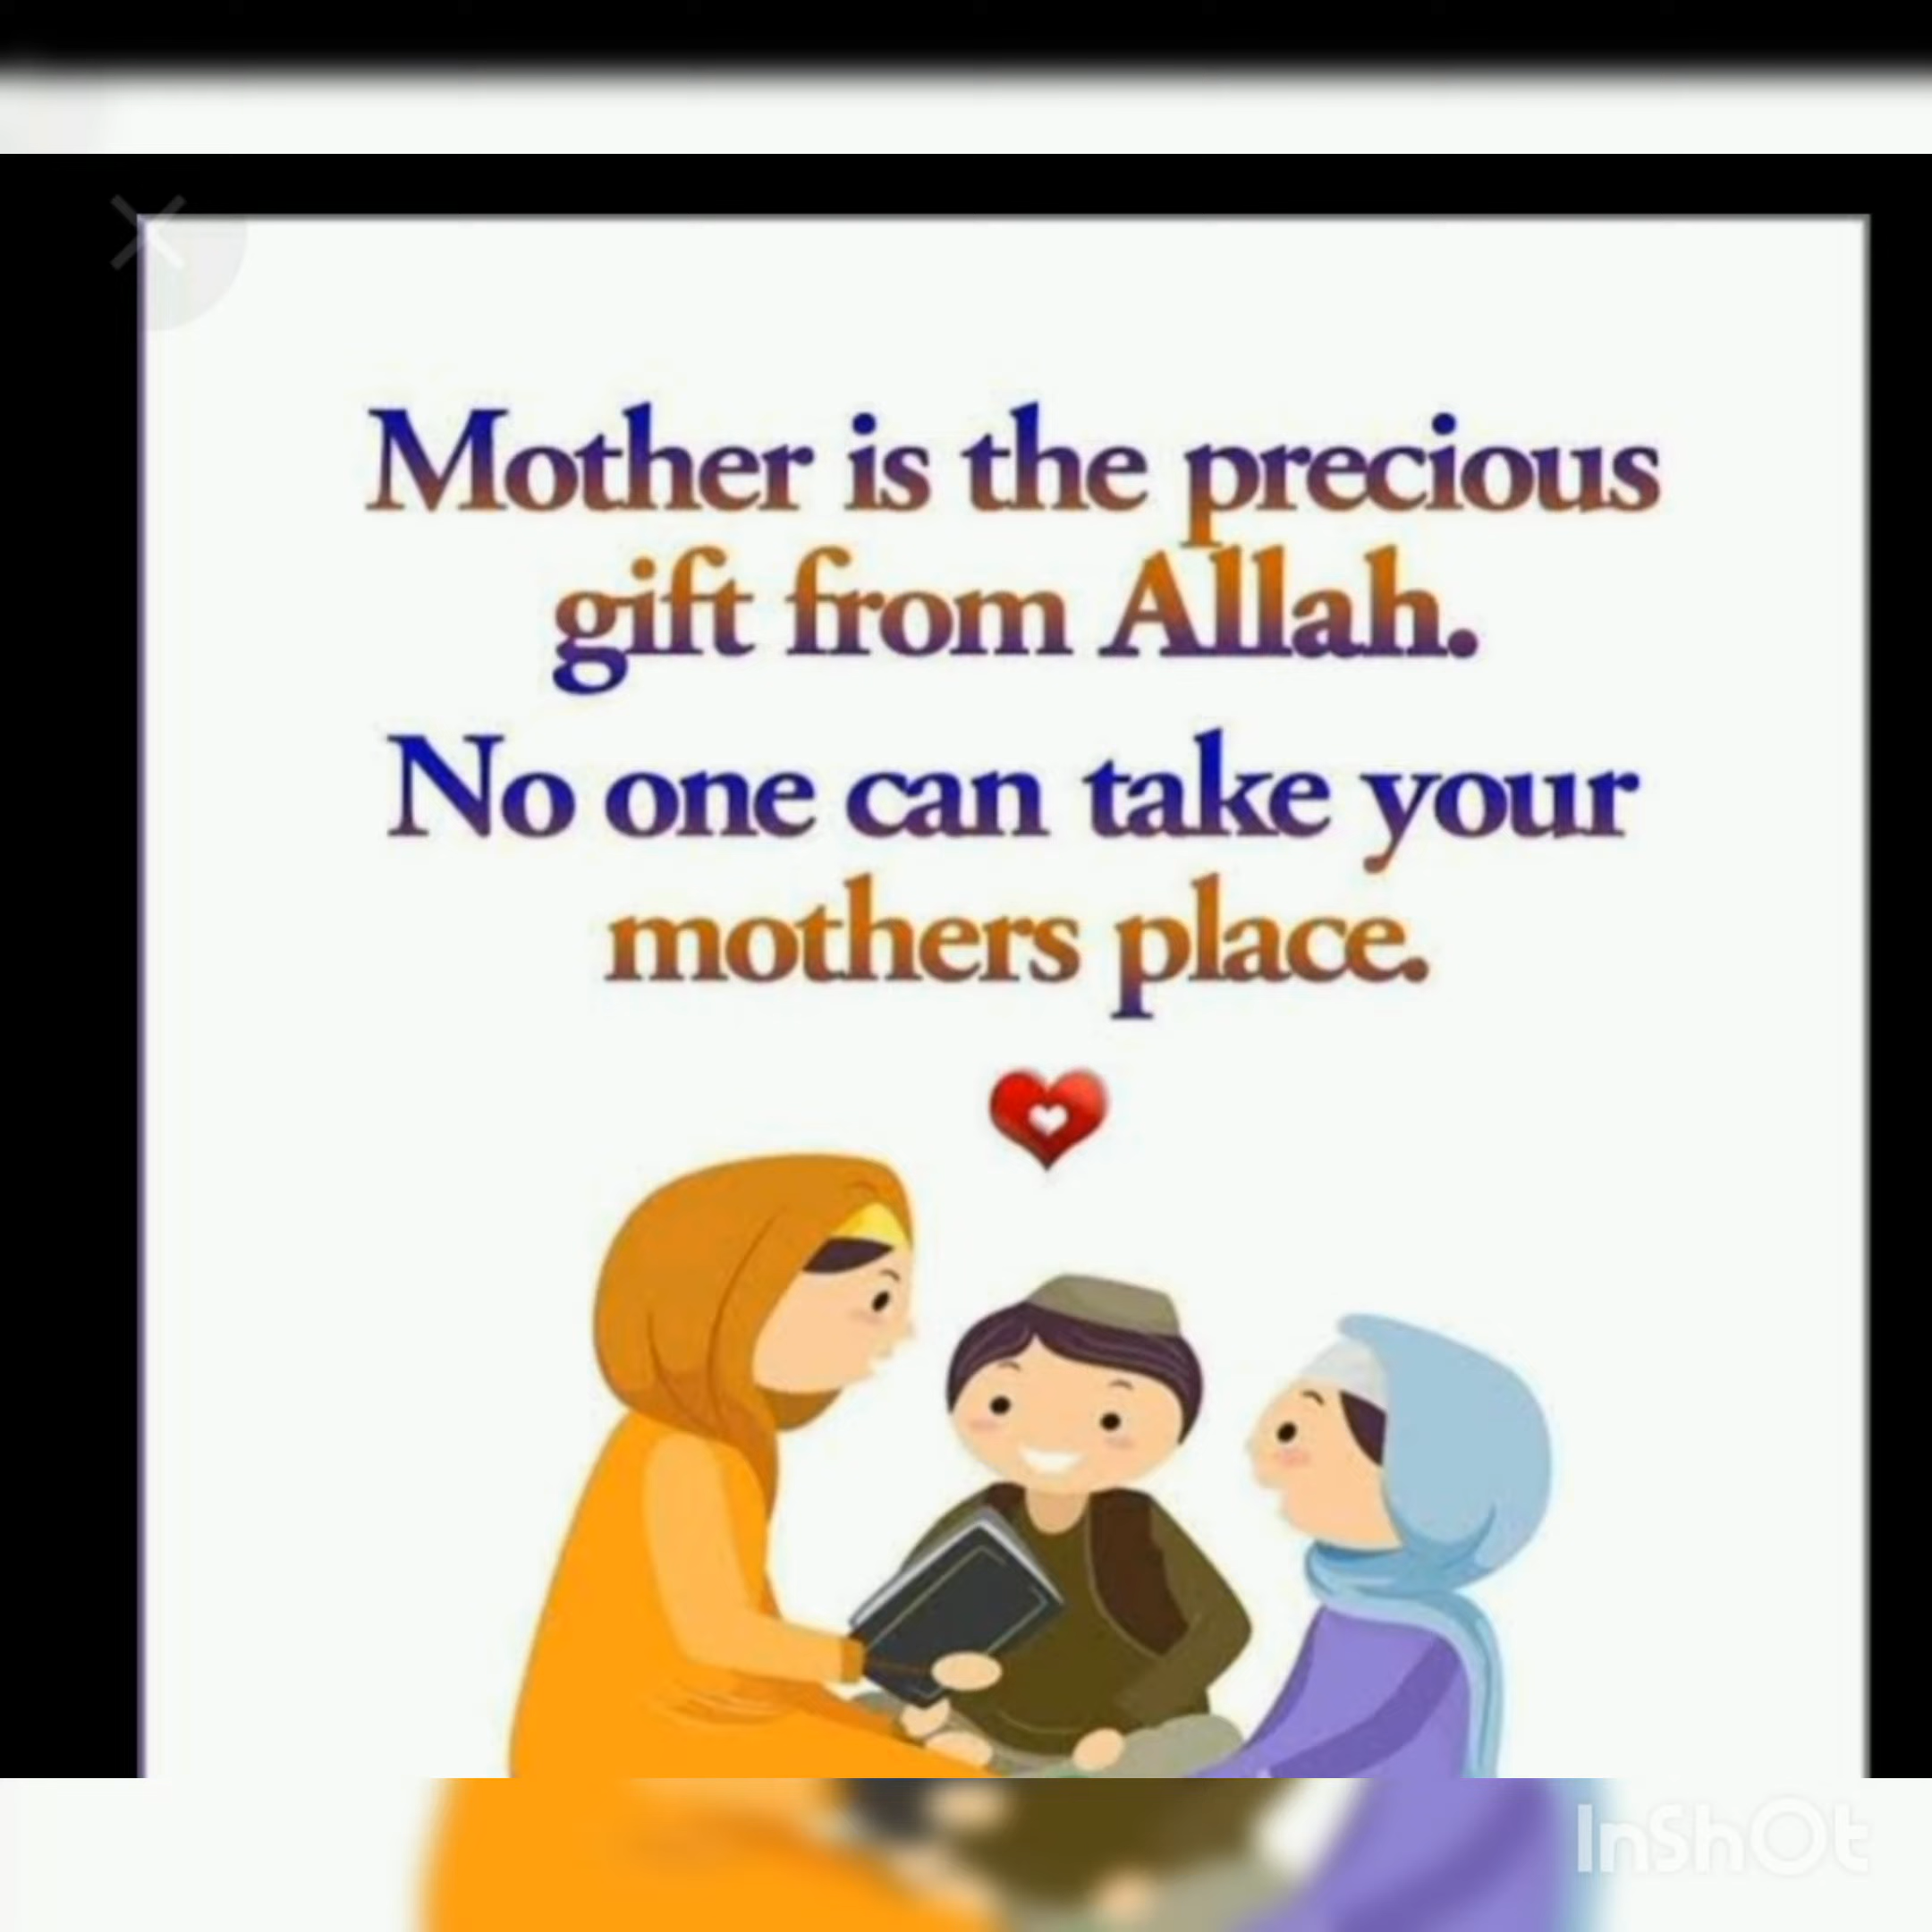 Mother is the precious
gift from Allah.
No one can take your
mothers place.
InShOt